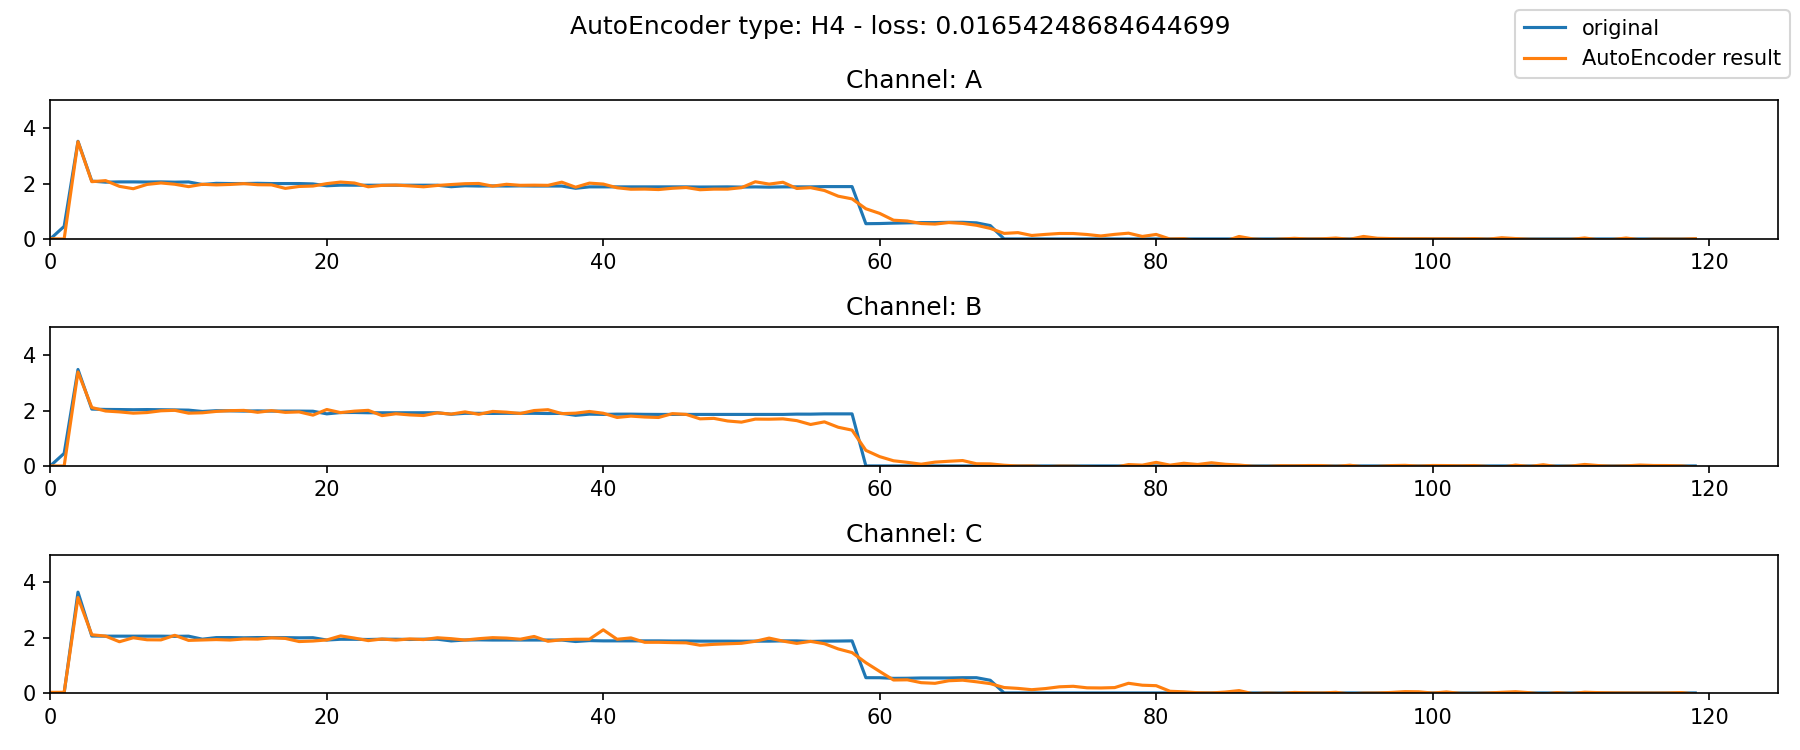 AutoEncoder type: H4 - loss: 0.01654248684644699
original
AutoEncoder result
Channel: A
4
2
0
0 20 40 60 80 100 120
Channel: B
4
2
0
0 20 40 60 80 100 120
Channel: C
4
2
0
0 20 40 60 80 100 120